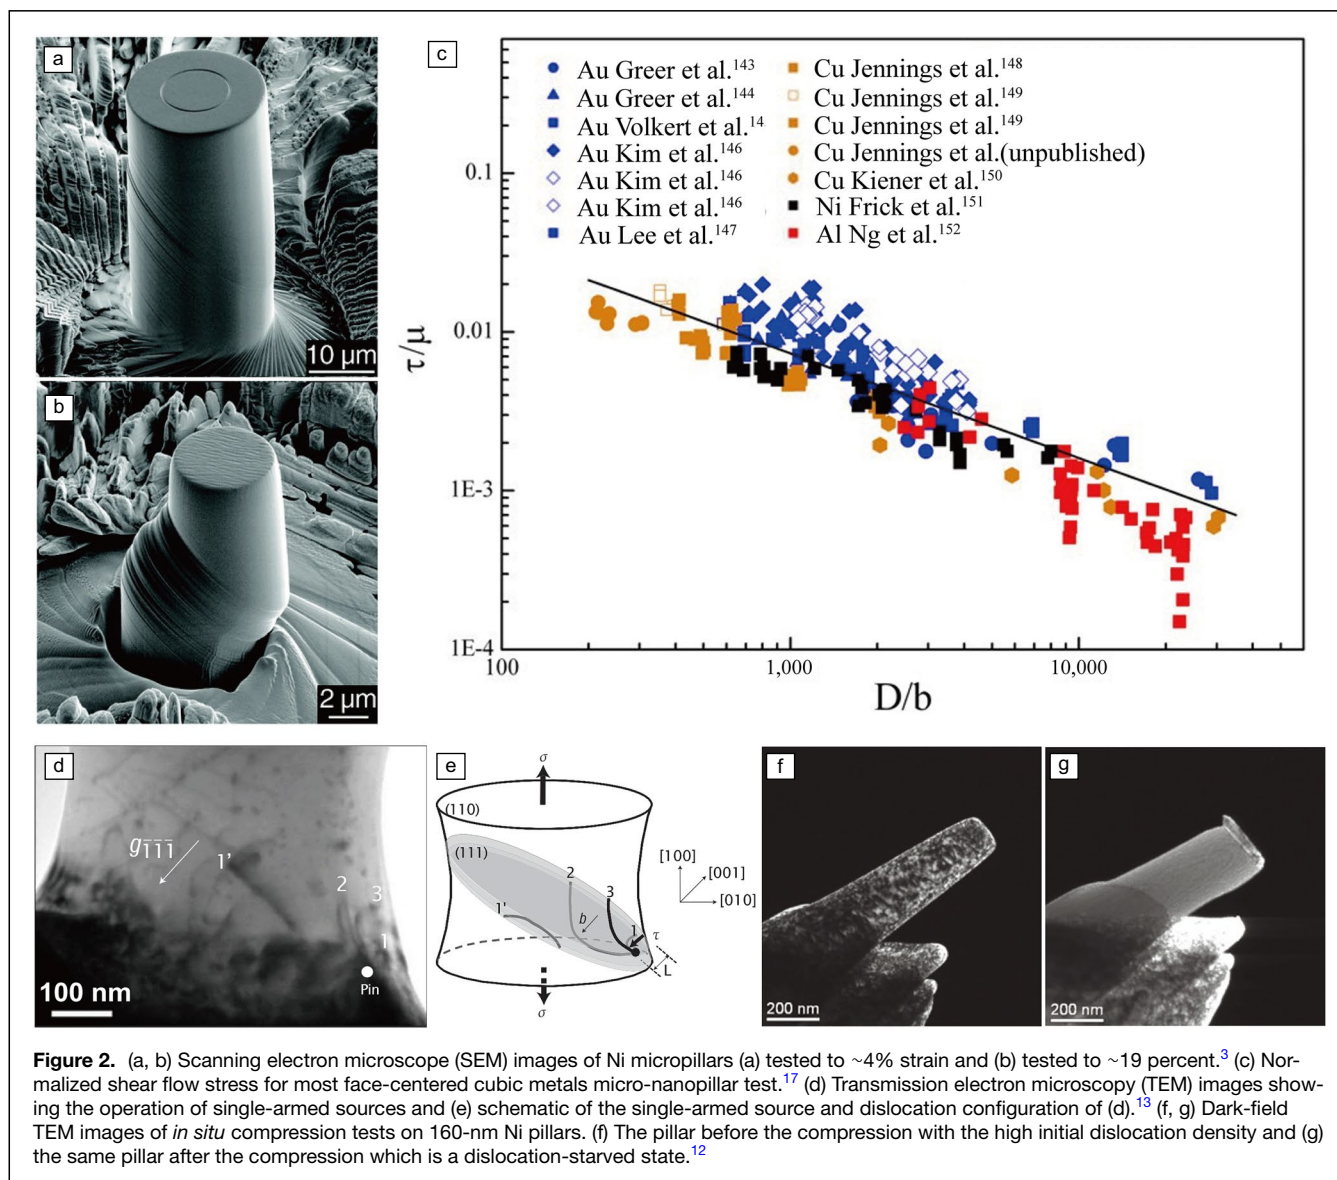 a
10 µm
b
2 µm
c
τ/µ
0.1
0.01
1E-3
1E-4
100
1,000
10,000
D/b
Au Greer et al.143
Au Greer et al.144
Au Volkert et al.14
Au Kim et al.146
Au Kim et al.146
Au Kim et al.146
Au Lee et al.147
Cu Jennings et al.148
Cu Jennings et al.149
Cu Jennings et al.149
Cu Jennings et al.(unpublished)
Cu Kiener et al.150
Ni Frick et al.151
Al Ng et al.152
d
g1̅1̅1̅
1'
2
3
1
Pin
100 nm
e
σ
(110)
(111)
2
3
1'
b
1
τ
L
σ
[100]
[001]
[010]
f
200 nm
g
200 nm
Figure 2. (a, b) Scanning electron microscope (SEM) images of Ni micropillars (a) tested to ~4% strain and (b) tested to ~19 percent.3 (c) Nor-
malized shear flow stress for most face-centered cubic metals micro-nanopillar test.17 (d) Transmission electron microscopy (TEM) images show-
ing the operation of single-armed sources and (e) schematic of the single-armed source and dislocation configuration of (d).13 (f, g) Dark-field
TEM images of in situ compression tests on 160-nm Ni pillars. (f) The pillar before the compression with the high initial dislocation density and (g)
the same pillar after the compression which is a dislocation-starved state.12